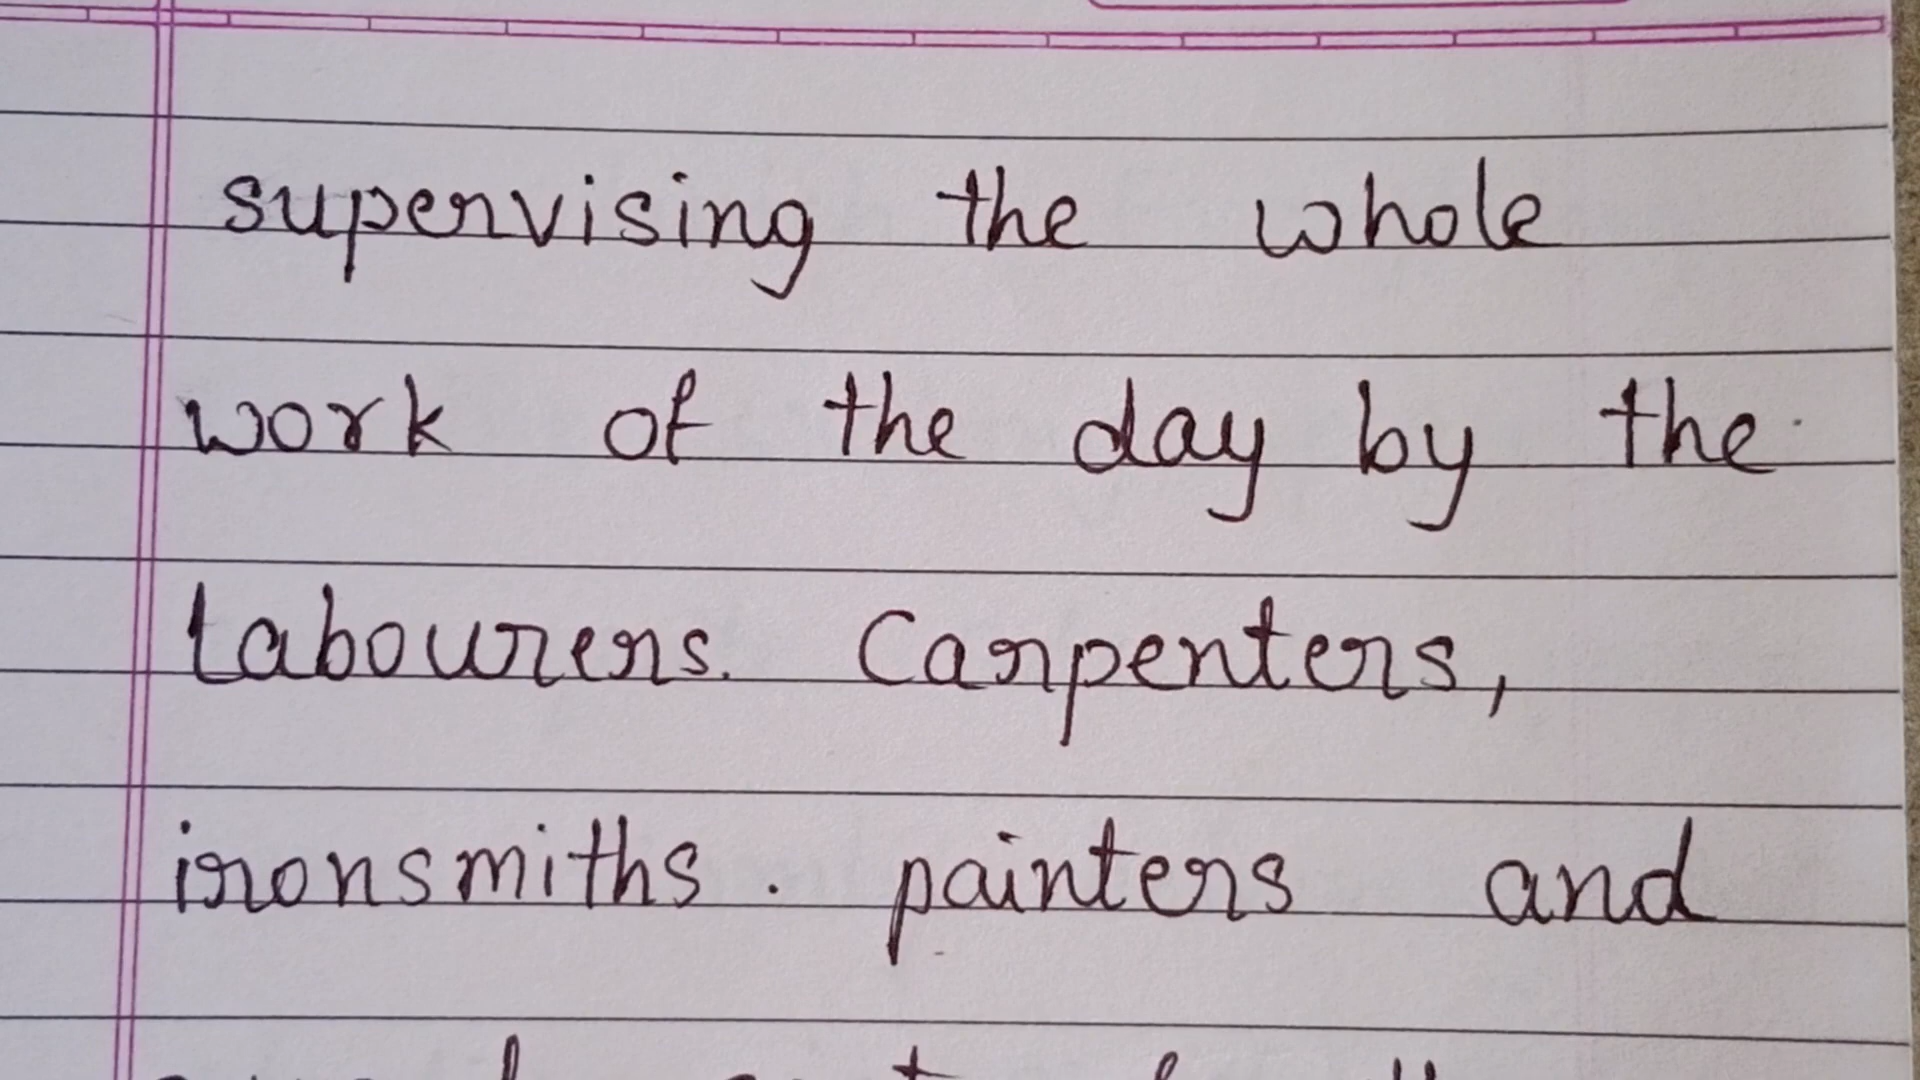 supervising the whole
work of the day by the
labourers. Carpenters,
ironsmiths. painters and